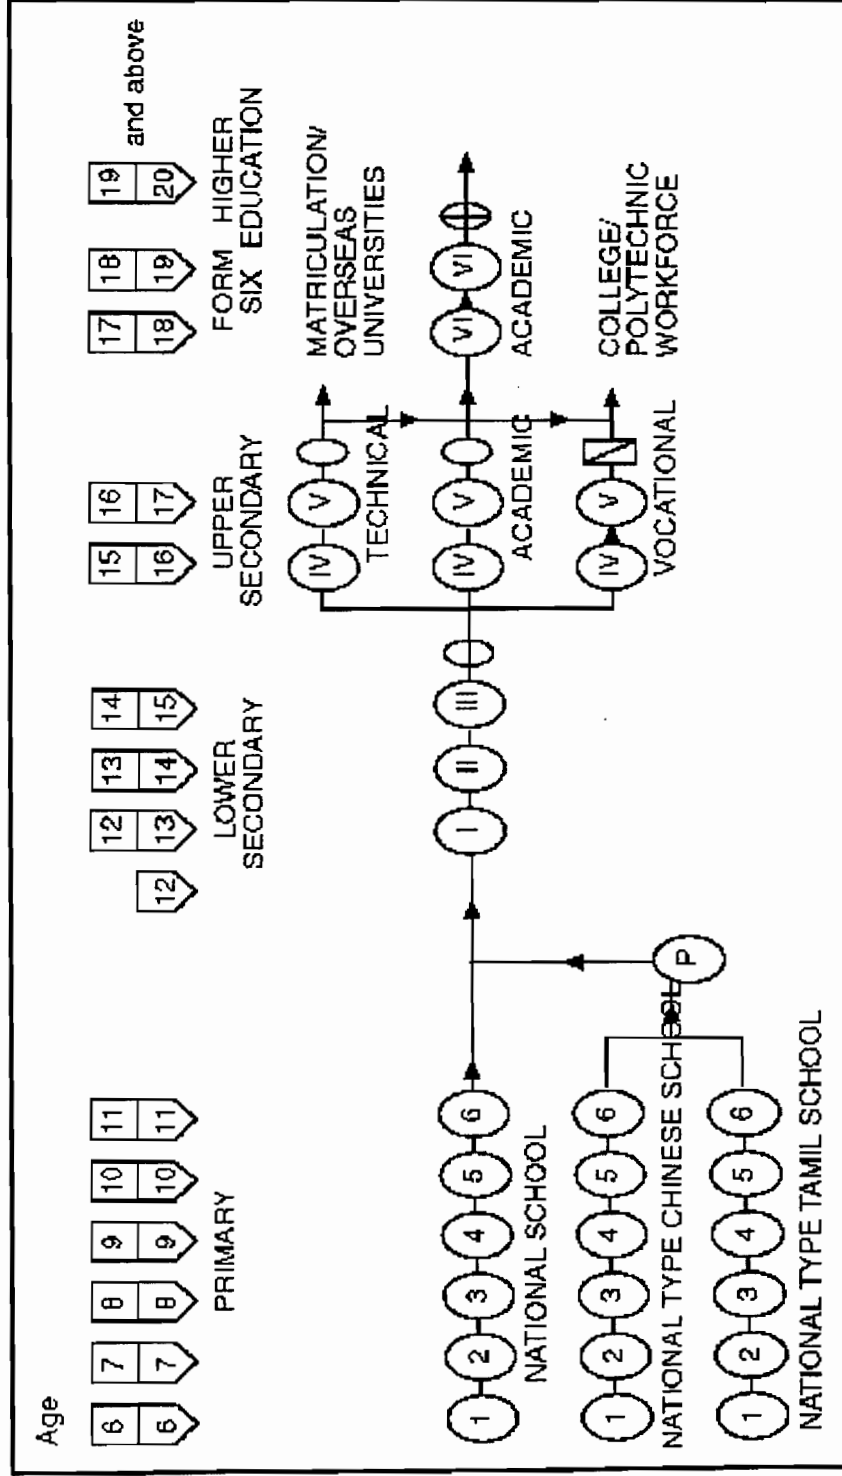 Age
6 7 8 9 10 11 12 13 14 15 16 17 18 19
6 7 8 9 10 11 12 13 14 15 16 17 18 19 20
and above
PRIMARY
LOWER
SECONDARY
UPPER
SECONDARY
FORM
SIX
HIGHER
EDUCATION
1 2 3 4 5 6
NATIONAL SCHOOL
1 2 3 4 5 6
NATIONAL TYPE CHINESE SCHOOL
1 2 3 4 5 6
NATIONAL TYPE TAMIL SCHOOL
P
I II III
IV V
TECHNICAL
MATRICULATION/
OVERSEAS
UNIVERSITIES
IV V
ACADEMIC
VI VI
ACADEMIC
IV V
VOCATIONAL
COLLEGE/
POLYTECHNIC
WORKFORCE